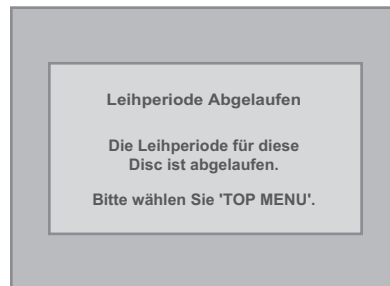 Leihperiode Abgelaufen
Die Leihperiode für diese
Disc ist abgelaufen.
Bitte wählen Sie 'TOP MENU'.